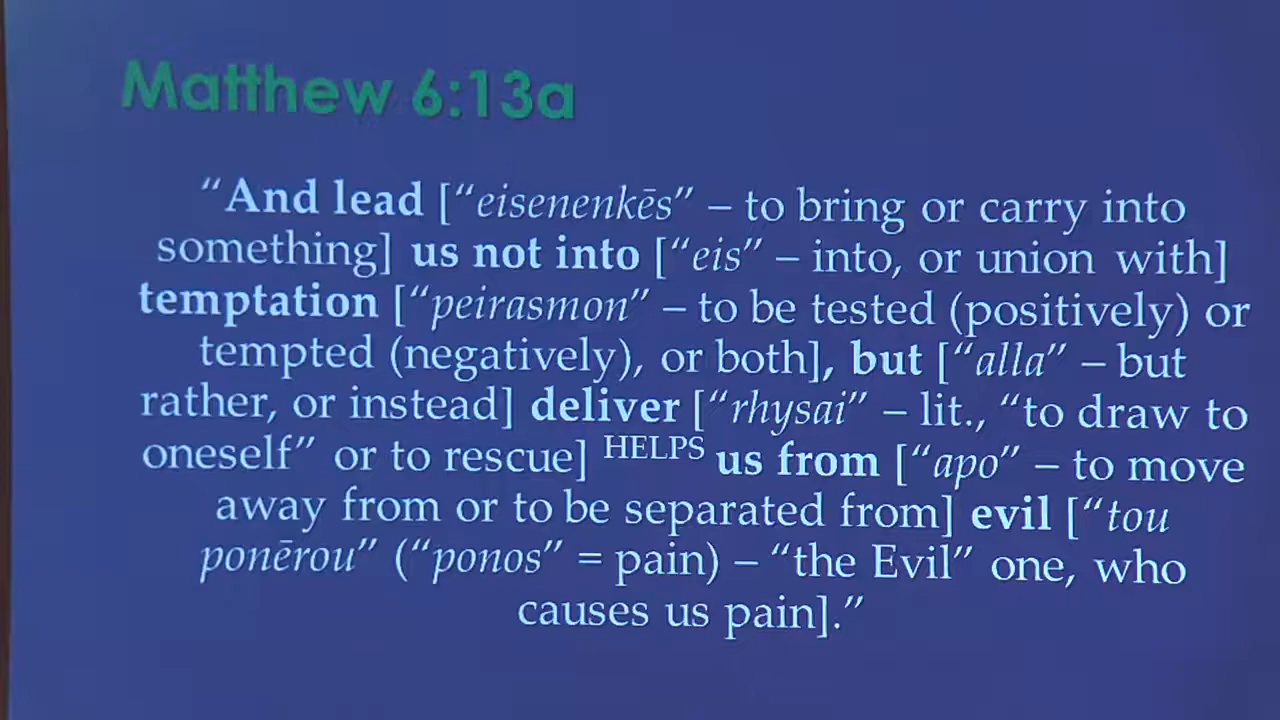 Matthew 6:13a
“And lead [“eisenenkēs” – to bring or carry into
something] us not into [“eis” – into, or union with]
temptation [“peirasmon” – to be tested (positively) or
tempted (negatively), or both], but [“alla” – but
rather, or instead] deliver [“rhysai” – lit., “to draw to
oneself” or to rescue] HELPS us from [“apo” – to move
away from or to be separated from] evil [“tou
ponērou” (“ponos” = pain) – “the Evil” one, who
causes us pain].”